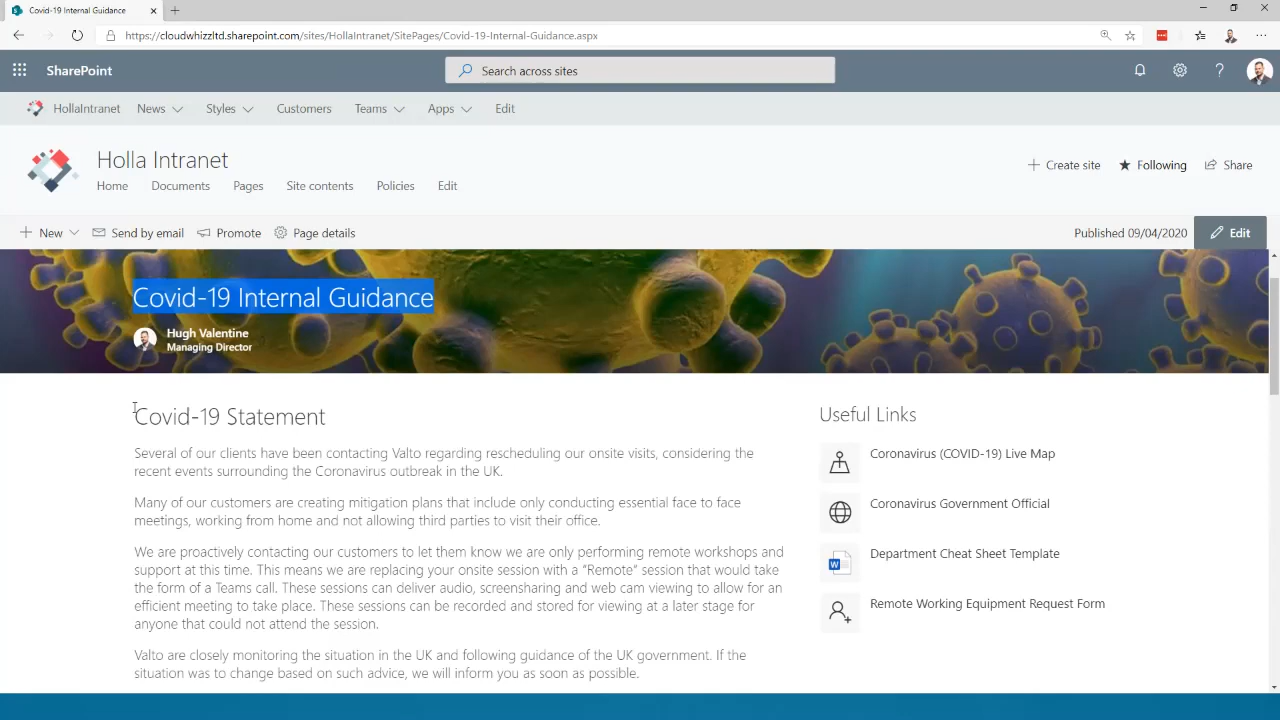 Covid-19 Internal Guidance
https://cloudwhizzltd.sharepoint.com/sites/HollaIntranet/SitePages/Covid-19-Internal-Guidance.aspx
SharePoint
Search across sites
HollaIntranet News Styles Customers Teams Apps Edit
Holla Intranet
Home Documents Pages Site contents Policies Edit
Create site Following Share
New Send by email Promote Page details
Published 09/04/2020 Edit
Covid-19 Internal Guidance
Hugh Valentine
Managing Director
Covid-19 Statement
Several of our clients have been contacting Valto regarding rescheduling our onsite visits, considering the
recent events surrounding the Coronavirus outbreak in the UK.
Many of our customers are creating mitigation plans that include only conducting essential face to face
meetings, working from home and not allowing third parties to visit their office.
We are proactively contacting our customers to let them know we are only performing remote workshops and
support at this time. This means we are replacing your onsite session with a “Remote” session that would take
the form of a Teams call. These sessions can deliver audio, screensharing and web cam viewing to allow for an
efficient meeting to take place. These sessions can be recorded and stored for viewing at a later stage for
anyone that could not attend the session.
Valto are closely monitoring the situation in the UK and following guidance of the UK government. If the
situation was to change based on such advice, we will inform you as soon as possible.
Useful Links
Coronavirus (COVID-19) Live Map
Coronavirus Government Official
Department Cheat Sheet Template
Remote Working Equipment Request Form